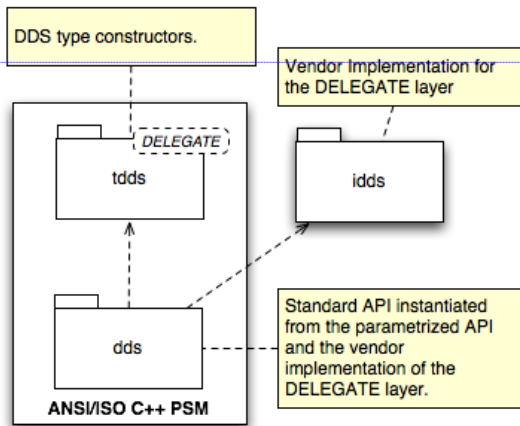 DDS type constructors.
Vendor Implementation for
the DELEGATE layer
DELEGATE
tdds
idds
dds
Standard API instantiated
from the parametrized API
and the vendor
implementation of the
DELEGATE layer.
ANSI/ISO C++ PSM